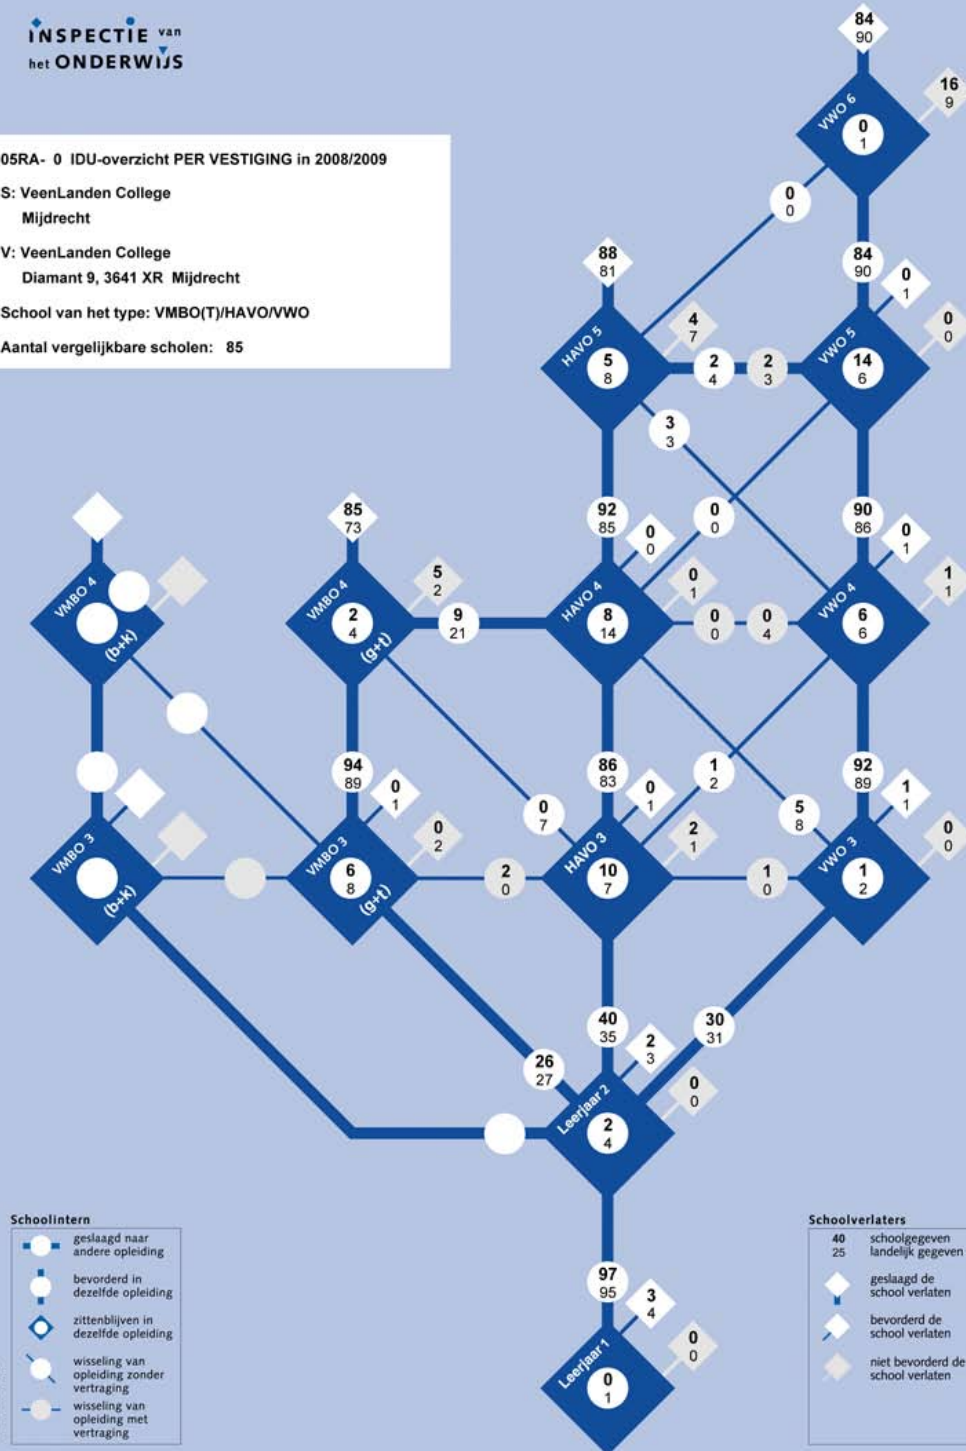 INSPECTIE van
het ONDERWIJS
05RA- 0 IDU-overzicht PER VESTIGING in 2008/2009
S: VeenLanden College
Mijdrecht
V: VeenLanden College
Diamant 9, 3641 XR Mijdrecht
School van het type: VMBO(T)/HAVO/VWO
Aantal vergelijkbare scholen: 85
84
90
16
9
VWO 6
0
1
0
0
88
81
84
90
0
1
4
7
0
0
HAVO 5
5
8
2
4
2
3
VWO 5
14
6
3
3
85
73
92
85
0
0
0
0
90
86
0
1
VMBO 4
(b+k)
VMBO 4
2
4
(g+t)
5
2
9
21
HAVO 4
8
14
0
1
0
0
0
4
VWO 4
6
6
1
1
94
89
0
1
0
7
86
83
0
1
1
2
5
8
92
89
1
1
VMBO 3
(b+k)
VMBO 3
6
8
(g+t)
0
2
2
0
HAVO 3
10
7
2
1
1
0
VWO 3
1
2
0
0
26
27
40
35
2
3
30
31
Leerjaar 2
2
4
0
0
97
95
3
4
Leerjaar 1
0
1
0
0
Schoolintern
geslaagd naar
andere opleiding
bevorderd in
dezelfde opleiding
zittenblijven in
dezelfde opleiding
wisseling van
opleiding zonder
vertraging
wisseling van
opleiding met
vertraging
Schoolverlaters
40 schoolgegeven
25 landelijk gegeven
geslaagd de
school verlaten
bevorderd de
school verlaten
niet bevorderd de
school verlaten